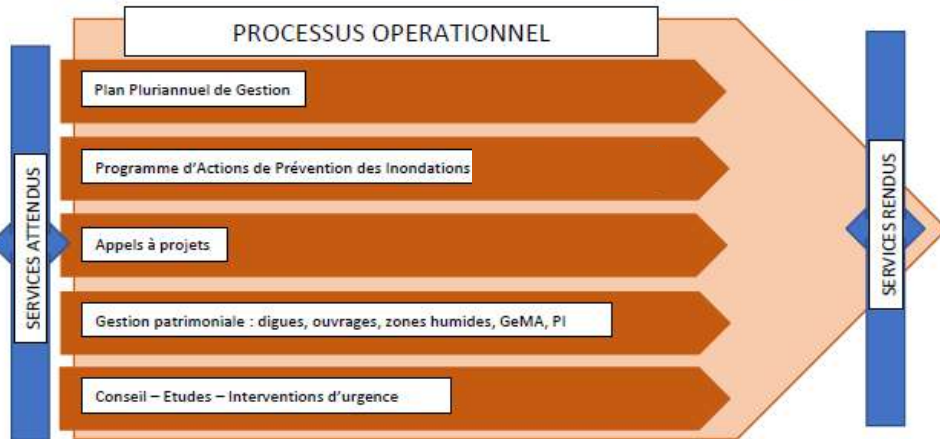 PROCESSUS OPERATIONNEL
Plan Pluriannuel de Gestion
Programme d'Actions de Prévention des Inondations
Appels à projets
Gestion patrimoniale : digues, ouvrages, zones humides, GeMA, PI
Conseil – Etudes – Interventions d'urgence
SERVICES ATTENDUS
SERVICES RENDUS